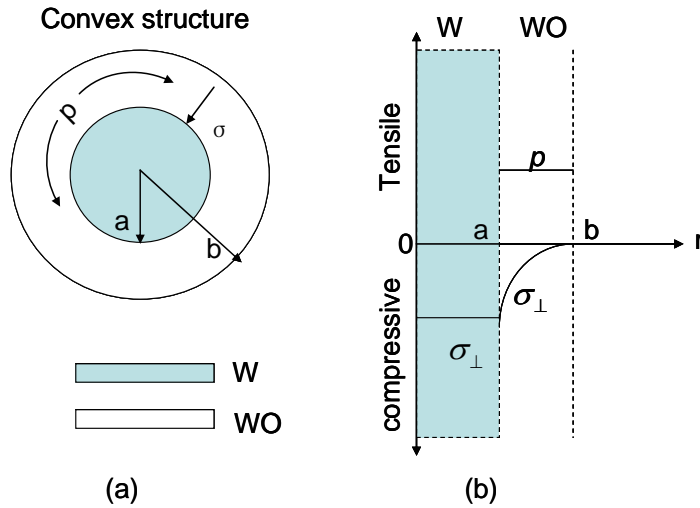 Convex structure
p
σ
a
b
W
WO
(a)
W WO
Tensile
p
0 a b r
compressive
σ⊥
σ⊥
(b)